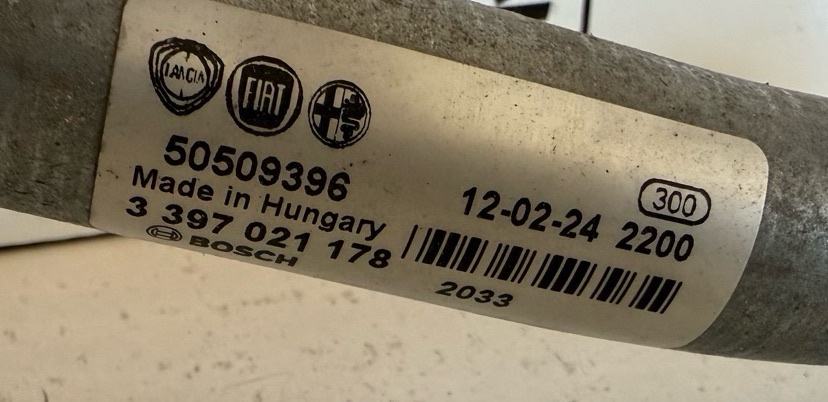 LANCIA
FIAT
50509396
Made in Hungary
3 397 021 178
BOSCH
300
12-02-24 2200
2033